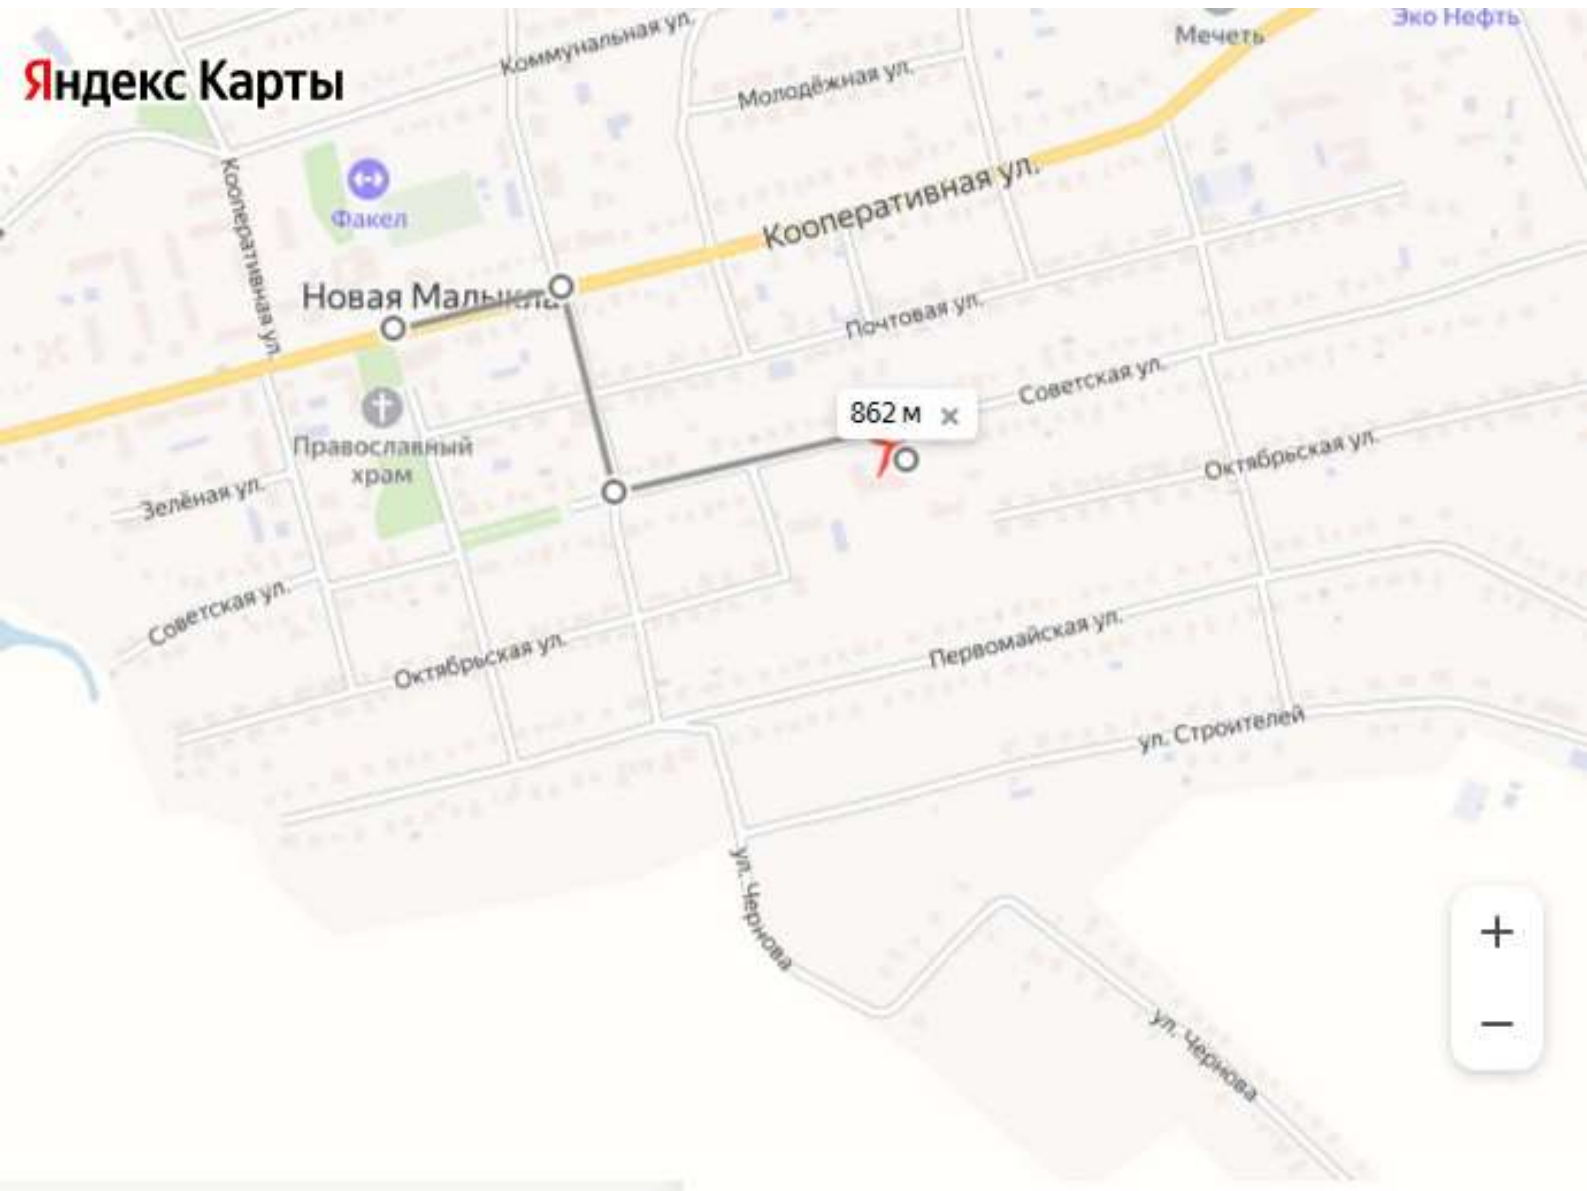 Коммунальная ул.
Эко Нефть
Мечеть
Яндекс Карты
Молодёжная ул.
Кооперативная ул.
Факел
Кооперативная ул.
Новая Малыкла
Почтовая ул.
Советская ул.
862 м ×
Православный
храм
Октябрьская ул.
Зелёная ул.
Советская ул.
Октябрьская ул.
Первомайская ул.
ул. Строителей
ул. Чернова
+
−
ул. Чернова